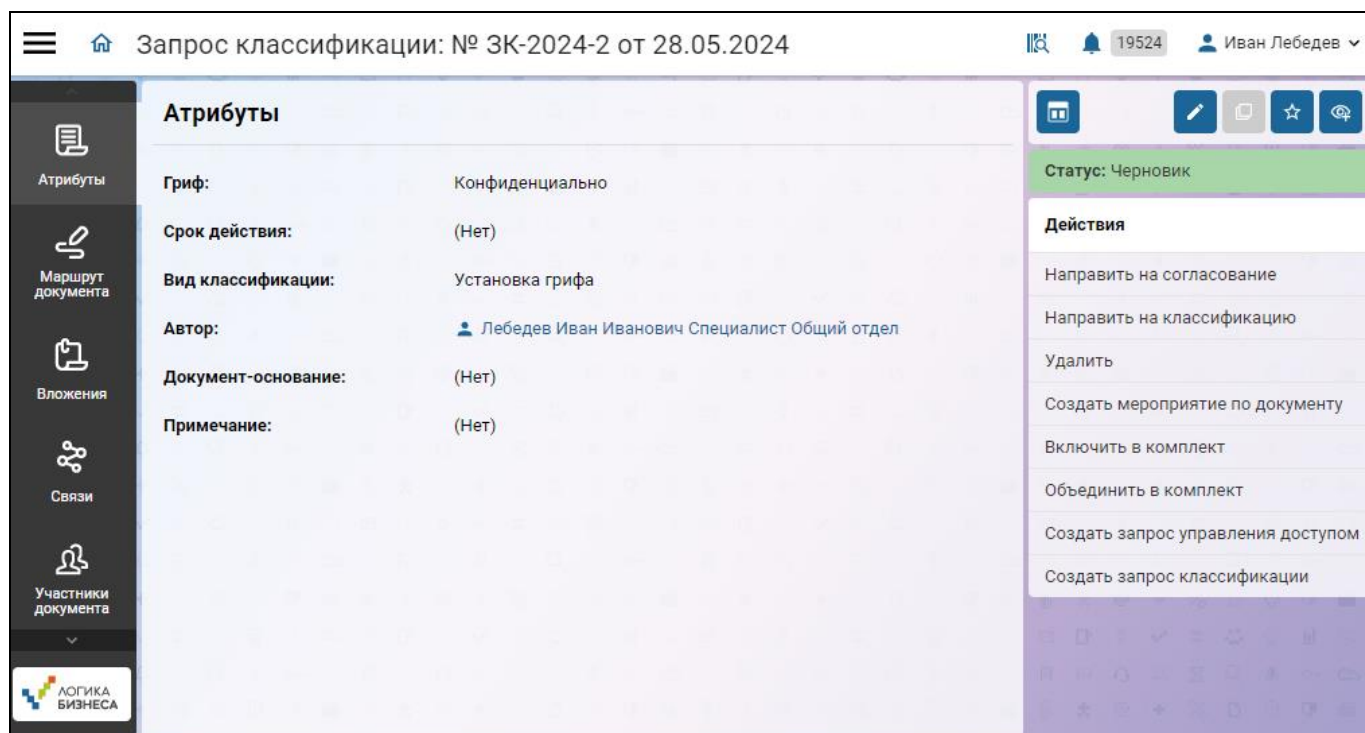 Запрос классификации: № ЗК-2024-2 от 28.05.2024
19524
Иван Лебедев
Атрибуты
Маршрут
документа
Вложения
Связи
Участники
документа
ЛОГИКА
БИЗНЕСА
Атрибуты
Гриф: Конфиденциально
Срок действия: (Нет)
Вид классификации: Установка грифа
Автор: Лебедев Иван Иванович Специалист Общий отдел
Документ-основание: (Нет)
Примечание: (Нет)
Статус: Черновик
Действия
Направить на согласование
Направить на классификацию
Удалить
Создать мероприятие по документу
Включить в комплект
Объединить в комплект
Создать запрос управления доступом
Создать запрос классификации